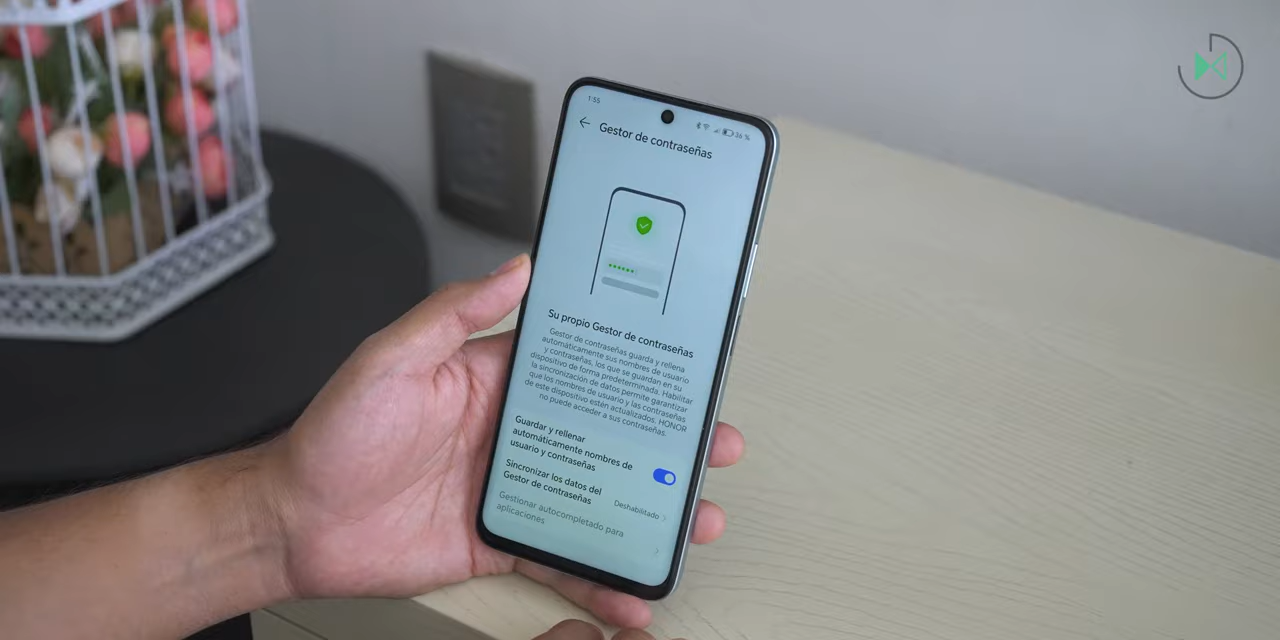 1:55
36 %
Gestor de contraseñas
Su propio Gestor de contraseñas
Gestor de contraseñas guarda y rellena
automáticamente sus nombres de usuario
y contraseñas, los que se guardan en su
dispositivo de forma predeterminada. Habilitar
la sincronización de datos permite garantizar
que los nombres de usuario y las contraseñas
de este dispositivo estén actualizados. HONOR
no puede acceder a sus contraseñas.
Guardar y rellenar
automáticamente nombres de
usuario y contraseñas
Sincronizar los datos del
Gestor de contraseñas
Deshabilitado
Gestionar autocompletado para
aplicaciones